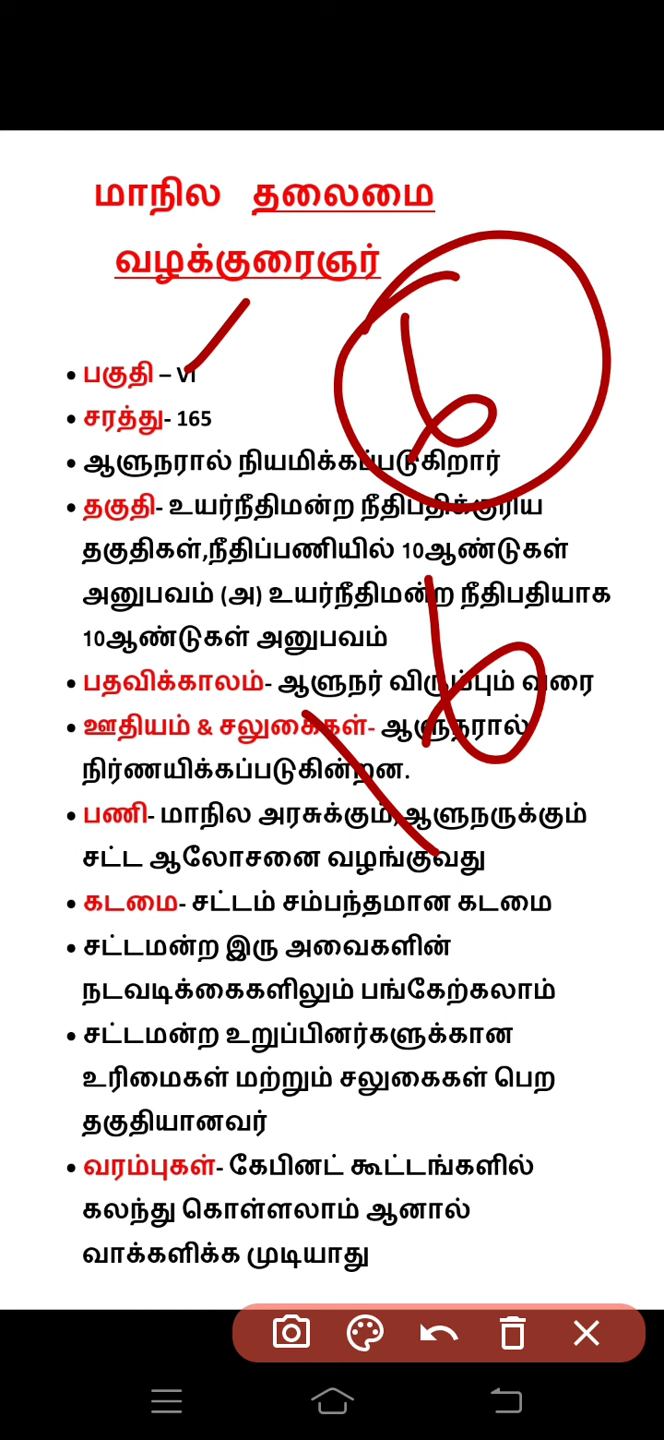 மாநில தலைமை
வழக்குரைஞர்
• பகுதி – VI
• சரத்து- 165
• ஆளுநரால் நியமிக்கப்படுகிறார்
• தகுதி- உயர்நீதிமன்ற நீதிபதிக்குரிய
தகுதிகள்,நீதிப்பணியில் 10ஆண்டுகள்
அனுபவம் (அ) உயர்நீதிமன்ற நீதிபதியாக
10ஆண்டுகள் அனுபவம்
• பதவிக்காலம்- ஆளுநர் விரும்பும் வரை
• ஊதியம் & சலுகைகள்- ஆளுநரால்
நிர்ணயிக்கப்படுகின்றன.
• பணி- மாநில அரசுக்கும்,ஆளுநருக்கும்
சட்ட ஆலோசனை வழங்குவது
• கடமை- சட்டம் சம்பந்தமான கடமை
• சட்டமன்ற இரு அவைகளின்
நடவடிக்கைகளிலும் பங்கேற்கலாம்
• சட்டமன்ற உறுப்பினர்களுக்கான
உரிமைகள் மற்றும் சலுகைகள் பெற
தகுதியானவர்
• வரம்புகள்- கேபினட் கூட்டங்களில்
கலந்து கொள்ளலாம் ஆனால்
வாக்களிக்க முடியாது